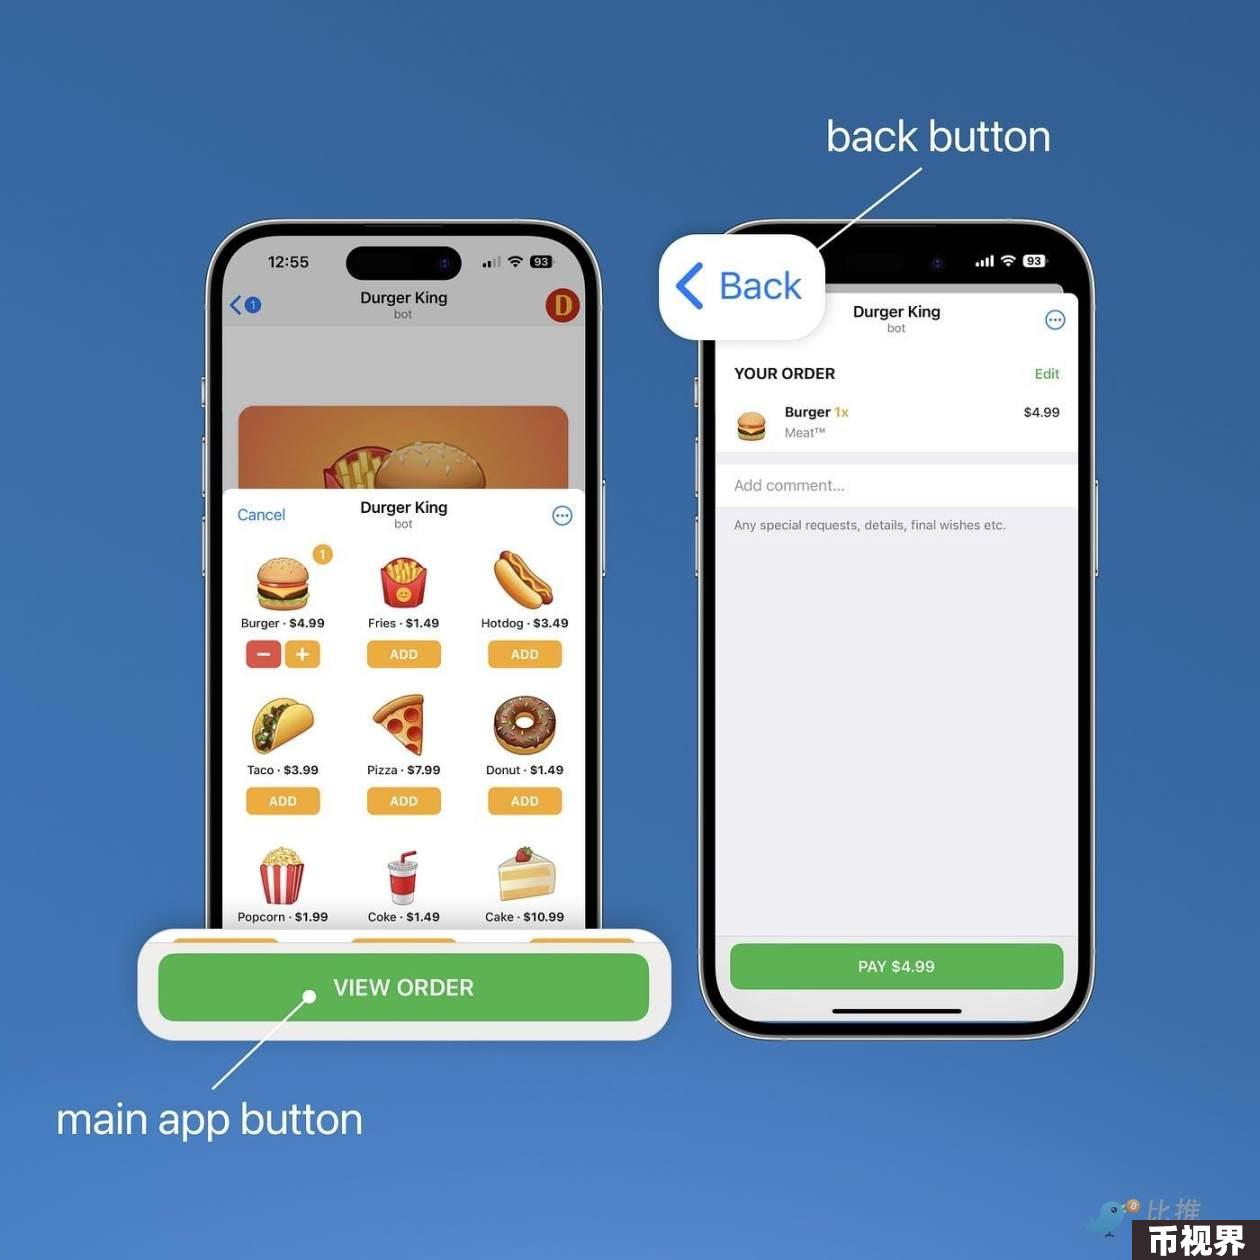 back button
12:55
93
1
Durger King
bot
D
Cancel
Durger King
bot
1
Burger · $4.99
Fries · $1.49
Hotdog · $3.49
− +
ADD
ADD
Taco · $3.99
Pizza · $7.99
Donut · $1.49
ADD
ADD
ADD
Popcorn · $1.99
Coke · $1.49
Cake · $10.99
VIEW ORDER
main app button
Back
93
Durger King
bot
YOUR ORDER
Edit
Burger 1x
$4.99
Meat™
Add comment...
Any special requests, details, final wishes etc.
PAY $4.99
比推
币视界